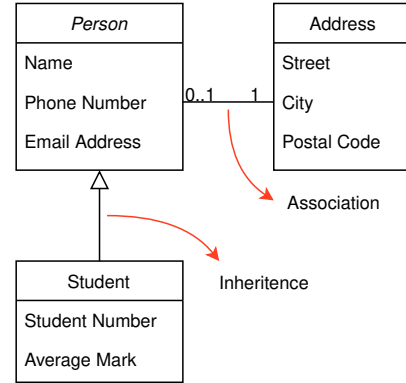 Person
Name
Phone Number
Email Address
0..1
1
Address
Street
City
Postal Code
Association
Student
Student Number
Average Mark
Inheritence